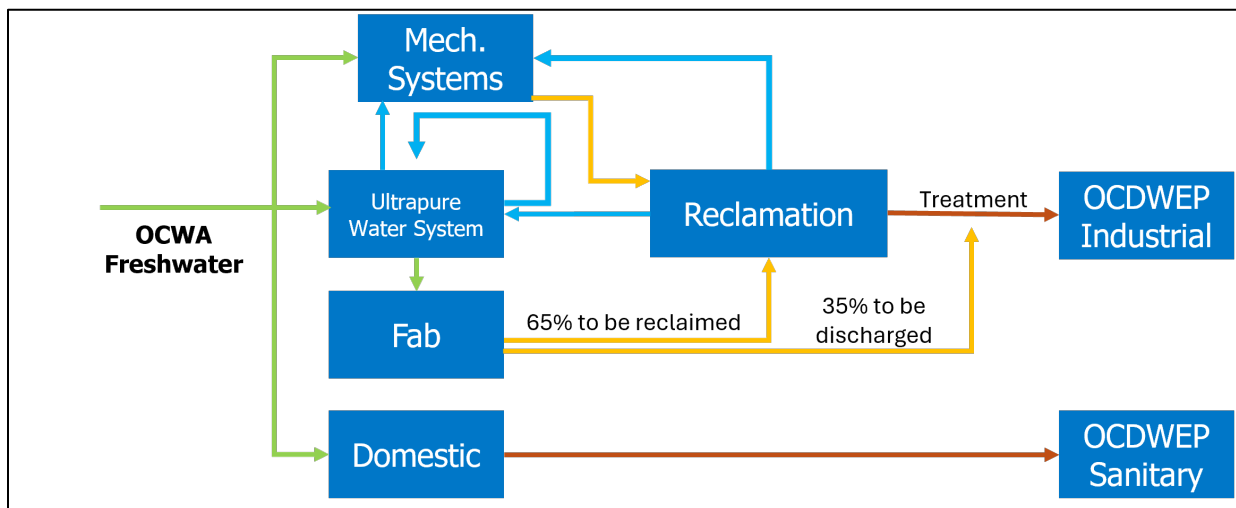 Mech.
Systems
Ultrapure
Water System
Reclamation
Treatment
OCDWEP
Industrial
OCWA
Freshwater
Fab
65% to be reclaimed
35% to be
discharged
Domestic
OCDWEP
Sanitary